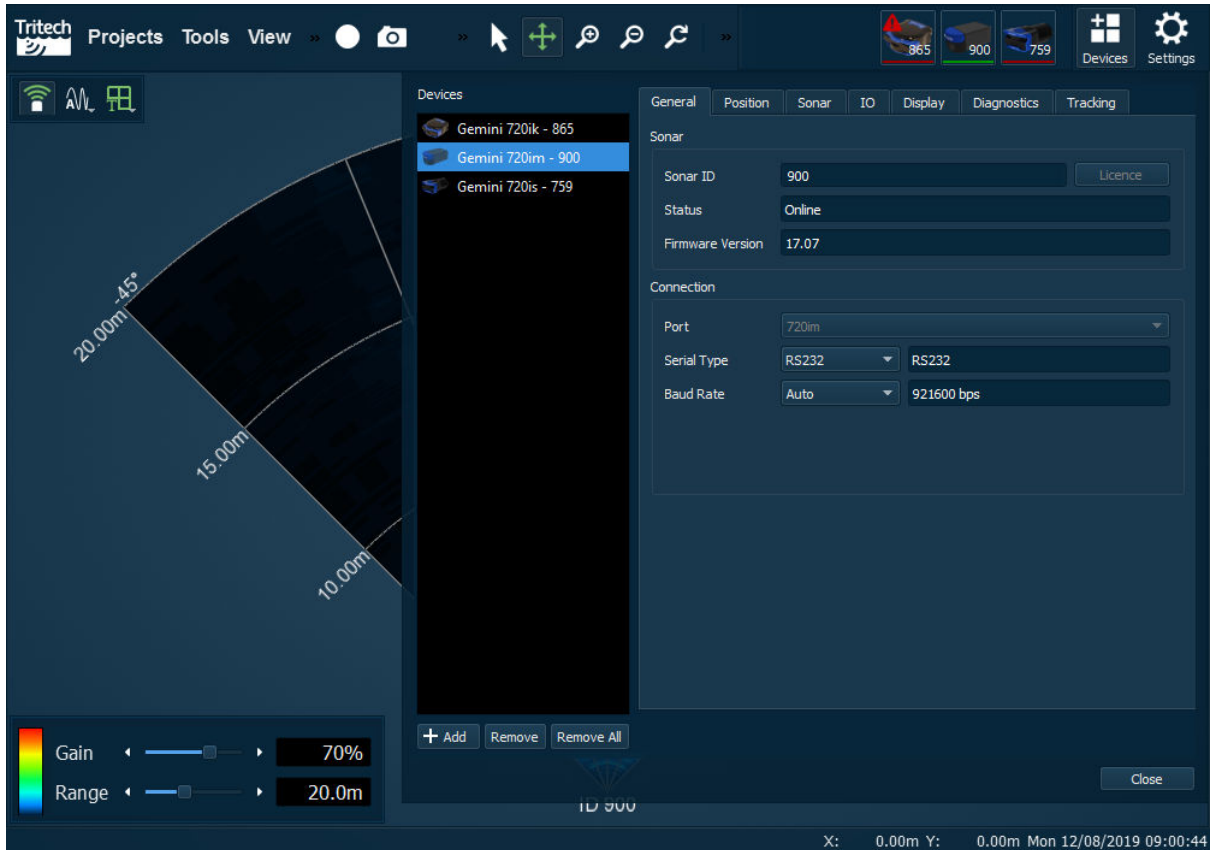 Tritech Projects Tools View » » » 865 900 759 Devices Settings
Devices
Gemini 720ik - 865
Gemini 720im - 900
Gemini 720is - 759
+ Add Remove Remove All
General Position Sonar IO Display Diagnostics Tracking
Sonar
Sonar ID 900 Licence
Status Online
Firmware Version 17.07
Connection
Port 720im
Serial Type RS232 RS232
Baud Rate Auto 921600 bps
Close
-45°
20.00m
15.00m
10.00m
Gain 70%
Range 20.0m
ID 900
X: 0.00m Y: 0.00m Mon 12/08/2019 09:00:44